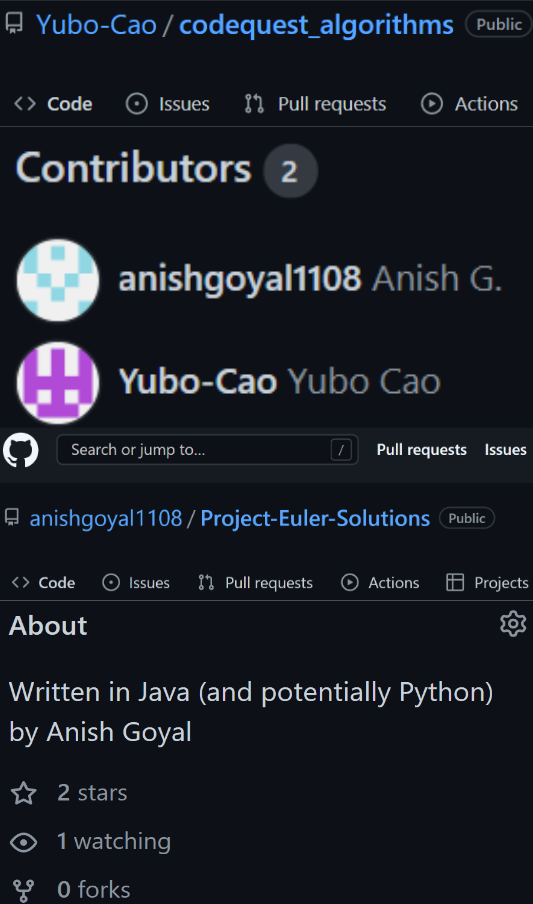 Yubo-Cao / codequest_algorithms Public
Code Issues Pull requests Actions
Contributors 2
anishgoyal1108 Anish G.
Yubo-Cao Yubo Cao
Search or jump to... / Pull requests Issues
anishgoyal1108 / Project-Euler-Solutions Public
Code Issues Pull requests Actions Projects
About
Written in Java (and potentially Python)
by Anish Goyal
2 stars
1 watching
0 forks